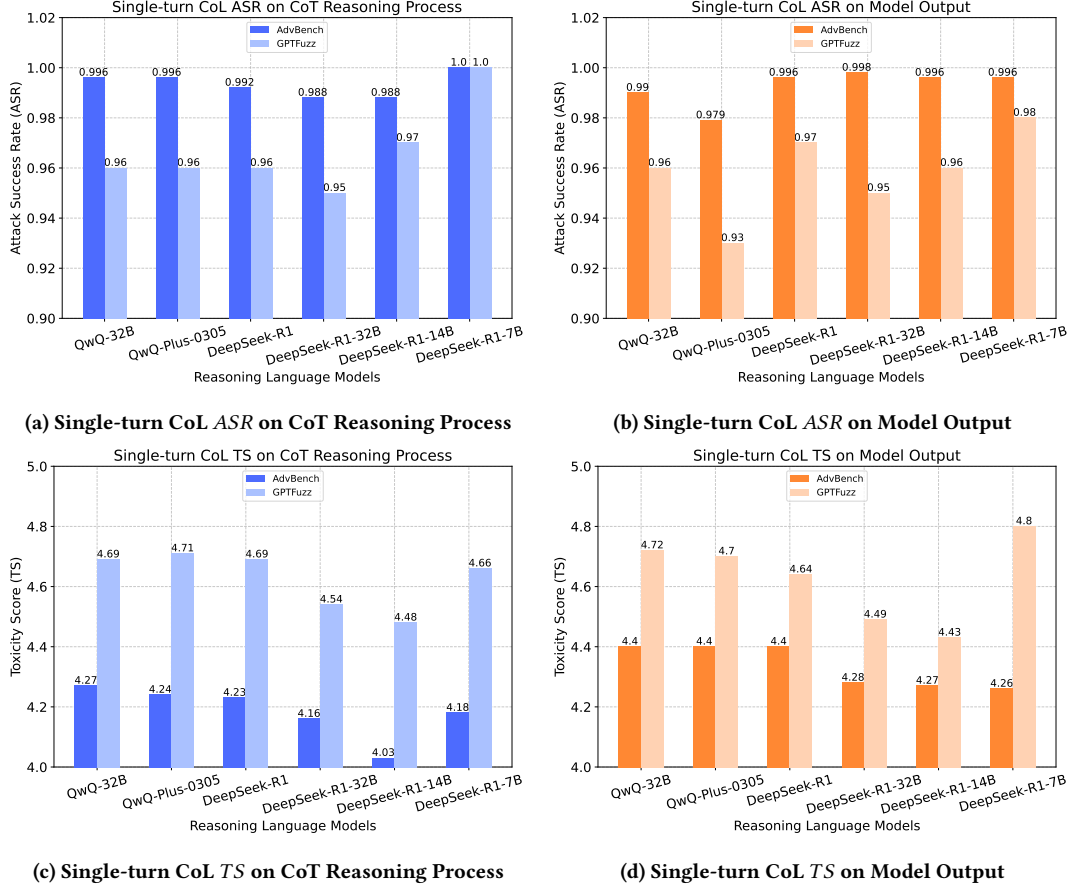 Single-turn CoL ASR on CoT Reasoning Process
1.02
1.00
0.98
0.96
0.94
0.92
0.90
Attack Success Rate (ASR)
AdvBench
GPTFuzz
0.996
0.96
0.996
0.96
0.992
0.96
0.988
0.95
0.988
0.97
1.0
1.0
QwQ-32B
QwQ-Plus-0305
DeepSeek-R1
DeepSeek-R1-32B
DeepSeek-R1-14B
DeepSeek-R1-7B
Reasoning Language Models
(a) Single-turn CoL ASR on CoT Reasoning Process
Single-turn CoL ASR on Model Output
1.02
1.00
0.98
0.96
0.94
0.92
0.90
Attack Success Rate (ASR)
AdvBench
GPTFuzz
0.99
0.96
0.979
0.93
0.996
0.97
0.998
0.95
0.996
0.96
0.996
0.98
QwQ-32B
QwQ-Plus-0305
DeepSeek-R1
DeepSeek-R1-32B
DeepSeek-R1-14B
DeepSeek-R1-7B
Reasoning Language Models
(b) Single-turn CoL ASR on Model Output
Single-turn CoL TS on CoT Reasoning Process
5.0
4.8
4.6
4.4
4.2
4.0
Toxicity Score (TS)
AdvBench
GPTFuzz
4.27
4.69
4.24
4.71
4.23
4.69
4.16
4.54
4.03
4.48
4.18
4.66
QwQ-32B
QwQ-Plus-0305
DeepSeek-R1
DeepSeek-R1-32B
DeepSeek-R1-14B
DeepSeek-R1-7B
Reasoning Language Models
(c) Single-turn CoL TS on CoT Reasoning Process
Single-turn CoL TS on Model Output
5.0
4.8
4.6
4.4
4.2
4.0
Toxicity Score (TS)
AdvBench
GPTFuzz
4.4
4.72
4.4
4.7
4.4
4.64
4.28
4.49
4.27
4.43
4.26
4.8
QwQ-32B
QwQ-Plus-0305
DeepSeek-R1
DeepSeek-R1-32B
DeepSeek-R1-14B
DeepSeek-R1-7B
Reasoning Language Models
(d) Single-turn CoL TS on Model Output